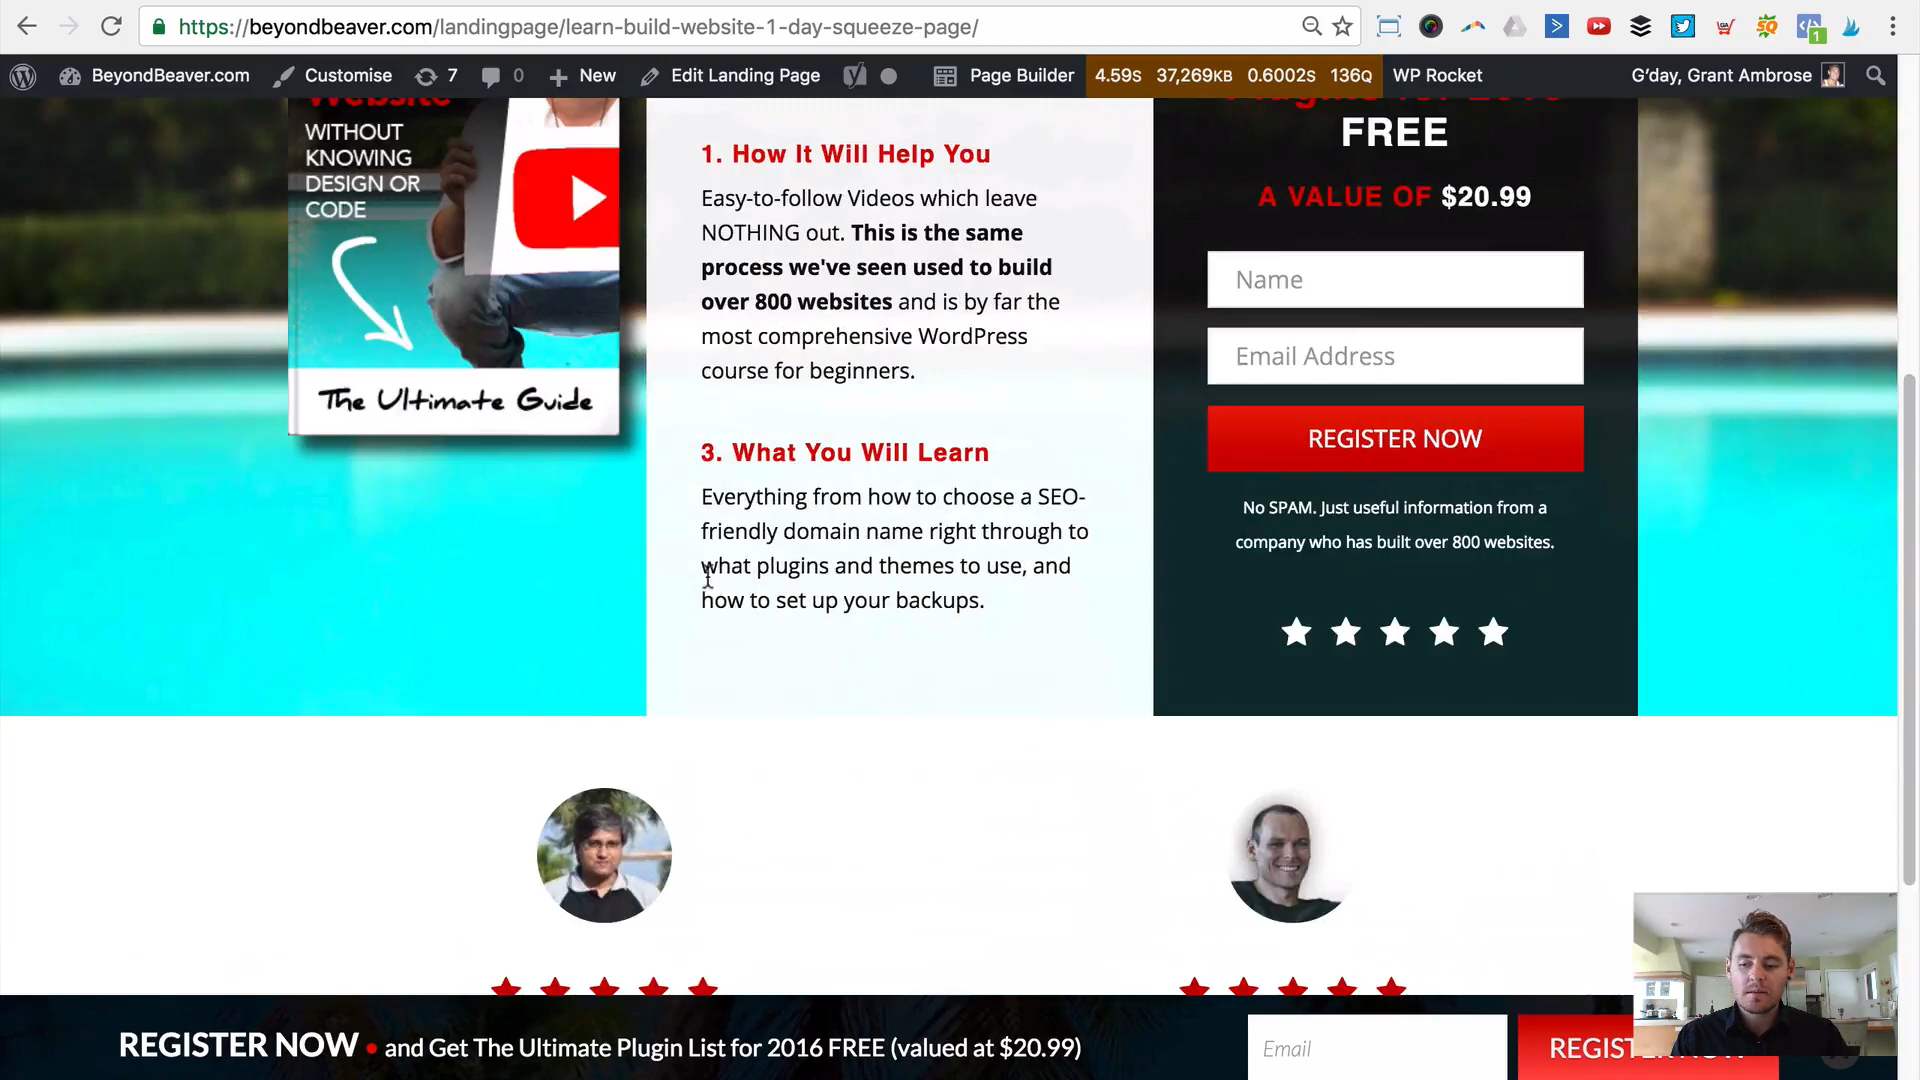 https://beyondbeaver.com/landingpage/learn-build-website-1-day-squeeze-page/
BeyondBeaver.com
Customise
7
0
New
Edit Landing Page
Page Builder
4.59S 37,269KB 0.6002S 136Q
WP Rocket
G'day, Grant Ambrose
Website
WITHOUT
KNOWING
DESIGN OR
CODE
The Ultimate Guide
1. How It Will Help You
Easy-to-follow Videos which leave
NOTHING out. This is the same
process we've seen used to build
over 800 websites and is by far the
most comprehensive WordPress
course for beginners.
3. What You Will Learn
Everything from how to choose a SEO-
friendly domain name right through to
what plugins and themes to use, and
how to set up your backups.
FREE
A VALUE OF $20.99
Name
Email Address
REGISTER NOW
No SPAM. Just useful information from a
company who has built over 800 websites.
REGISTER NOW • and Get The Ultimate Plugin List for 2016 FREE (valued at $20.99)
Email